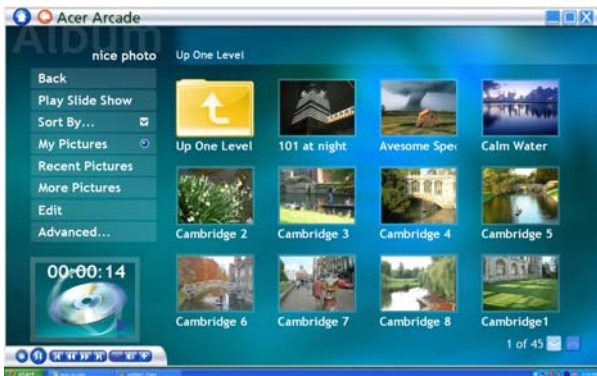 Acer Arcade
Album
nice photo
Up One Level
Back
Play Slide Show
Sort By...
My Pictures
Recent Pictures
More Pictures
Edit
Advanced...
00:00:14
Up One Level
101 at night
Avesome Spec
Calm Water
Cambridge 2
Cambridge 3
Cambridge 4
Cambridge 5
Cambridge 6
Cambridge 7
Cambridge 8
Cambridge1
1 of 45
start